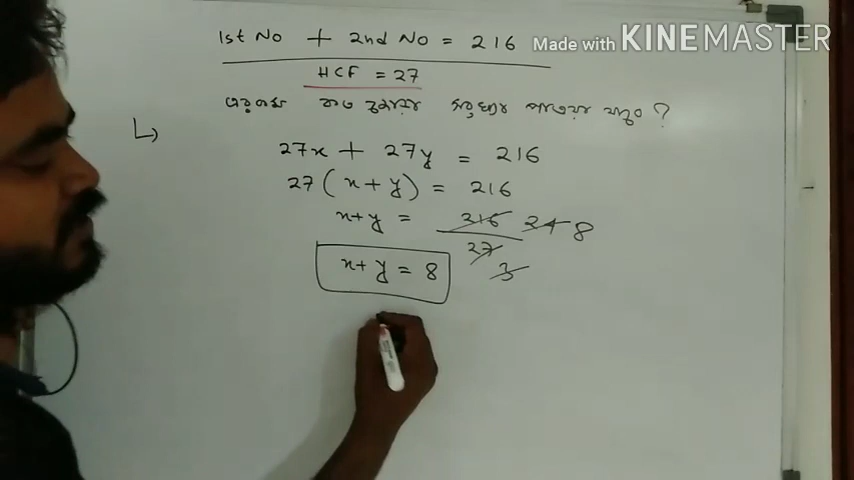 1st No + 2nd No = 216
Made with KINEMASTER
HCF = 27
?
↳
27x + 27y = 216
27 ( x + y ) = 216
x+y = 216 24 8
27
3
x+y = 8